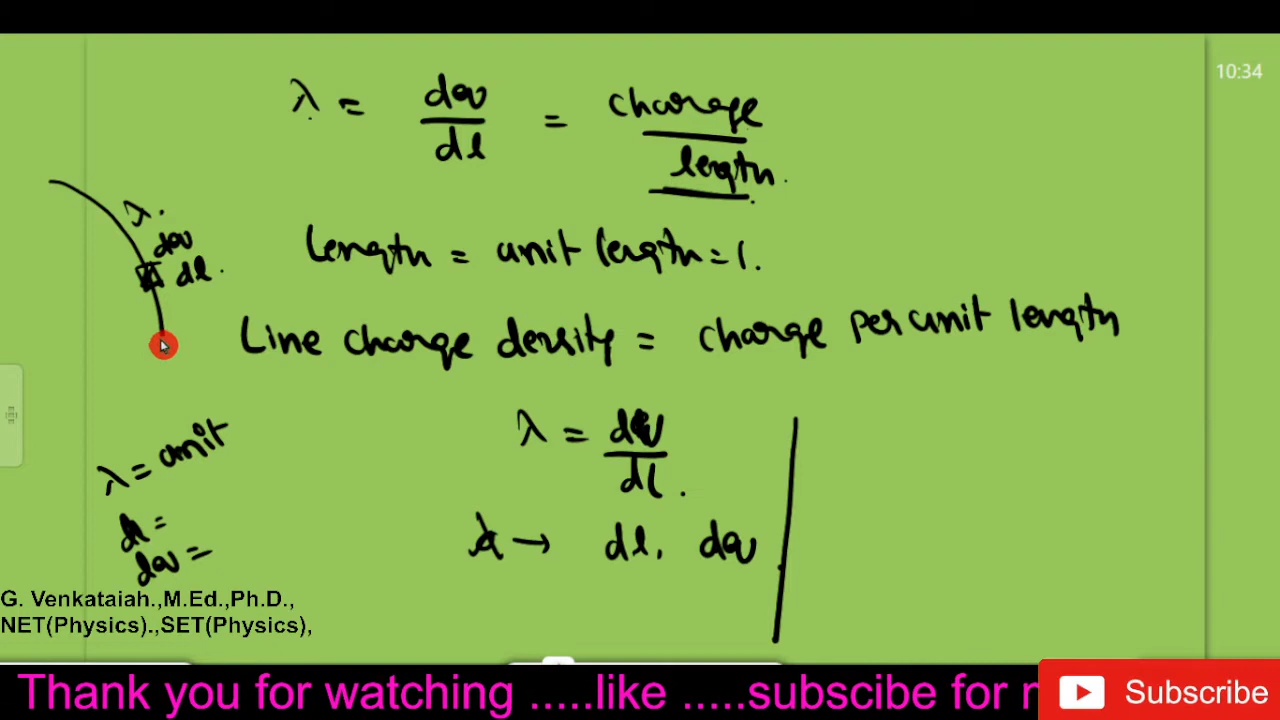 10:34
λ = dq/dl = charge/length.
λ.
dq
dl.
length = unit length = 1.
Line charge density = charge per unit length
λ = dq/dl.
λ = unit
dl =
dq =
λ → dl, dq
G. Venkataiah.,M.Ed.,Ph.D.,
NET(Physics).,SET(Physics),
Thank you for watching .....like .....subscibe for
Subscribe